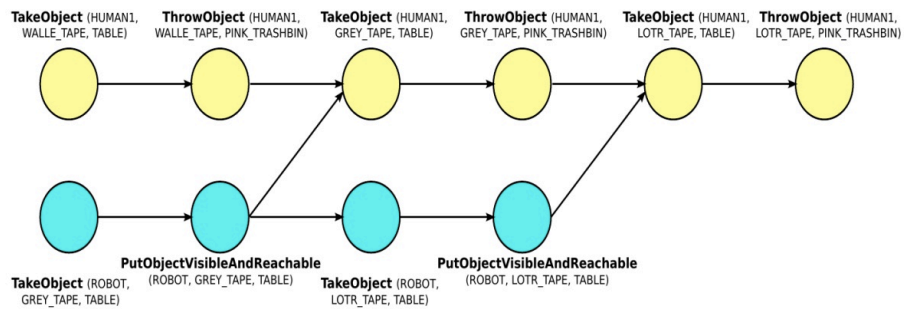 TakeObject (HUMAN1,
WALLE_TAPE, TABLE)
ThrowObject (HUMAN1,
WALLE_TAPE, PINK_TRASHBIN)
TakeObject (HUMAN1,
GREY_TAPE, TABLE)
ThrowObject (HUMAN1,
GREY_TAPE, PINK_TRASHBIN)
TakeObject (HUMAN1,
LOTR_TAPE, TABLE)
ThrowObject (HUMAN1,
LOTR_TAPE, PINK_TRASHBIN)
TakeObject (ROBOT,
GREY_TAPE, TABLE)
PutObjectVisibleAndReachable
(ROBOT, GREY_TAPE, TABLE)
TakeObject (ROBOT,
LOTR_TAPE, TABLE)
PutObjectVisibleAndReachable
(ROBOT, LOTR_TAPE, TABLE)